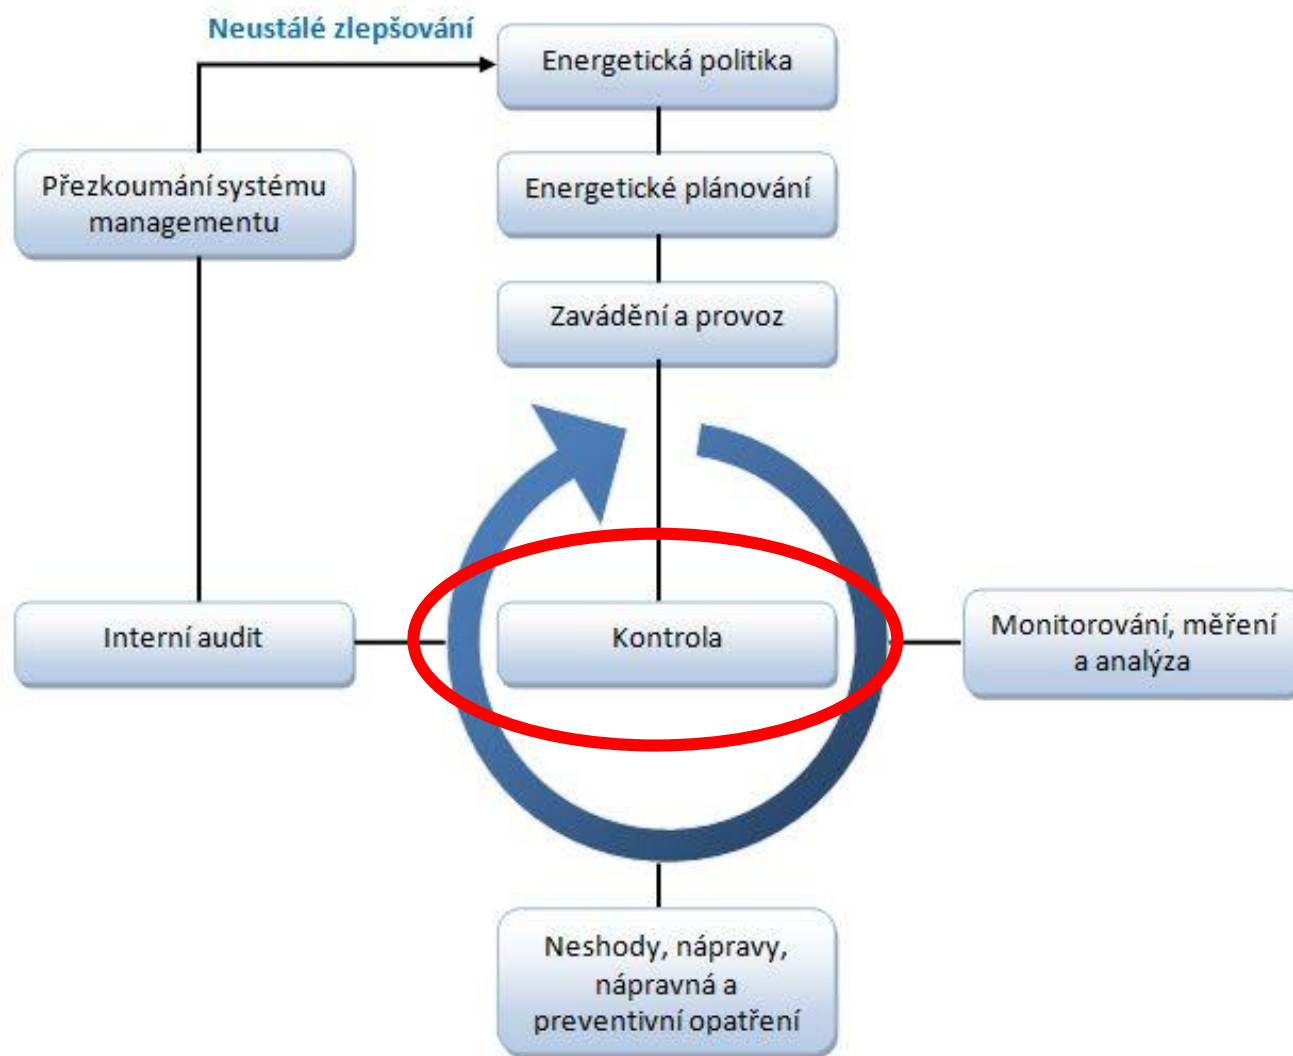 Neustálé zlepšování
Energetická politika
Přezkoumání systému
managementu
Energetické plánování
Zavádění a provoz
Interní audit
Kontrola
Monitorování, měření
a analýza
Neshody, nápravy,
nápravná a
preventivní opatření